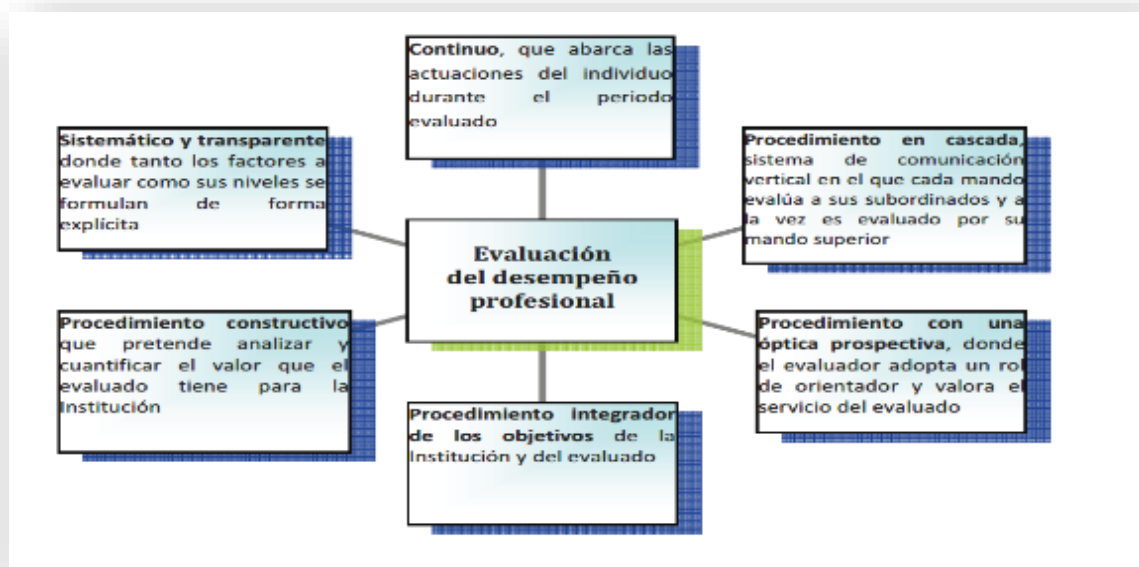 Continuo, que abarca las
actuaciones del individuo
durante el periodo
evaluado
Sistemático y transparente
donde tanto los factores a
evaluar como sus niveles se
formulan de forma
explícita
Procedimiento en cascada,
sistema de comunicación
vertical en el que cada mando
evalúa a sus subordinados y a
la vez es evaluado por su
mando superior
Evaluación
del desempeño
profesional
Procedimiento constructivo
que pretende analizar y
cuantificar el valor que el
evaluado tiene para la
Institución
Procedimiento con una
óptica prospectiva, donde
el evaluador adopta un rol
de orientador y valora el
servicio del evaluado
Procedimiento integrador
de los objetivos de la
Institución y del evaluado